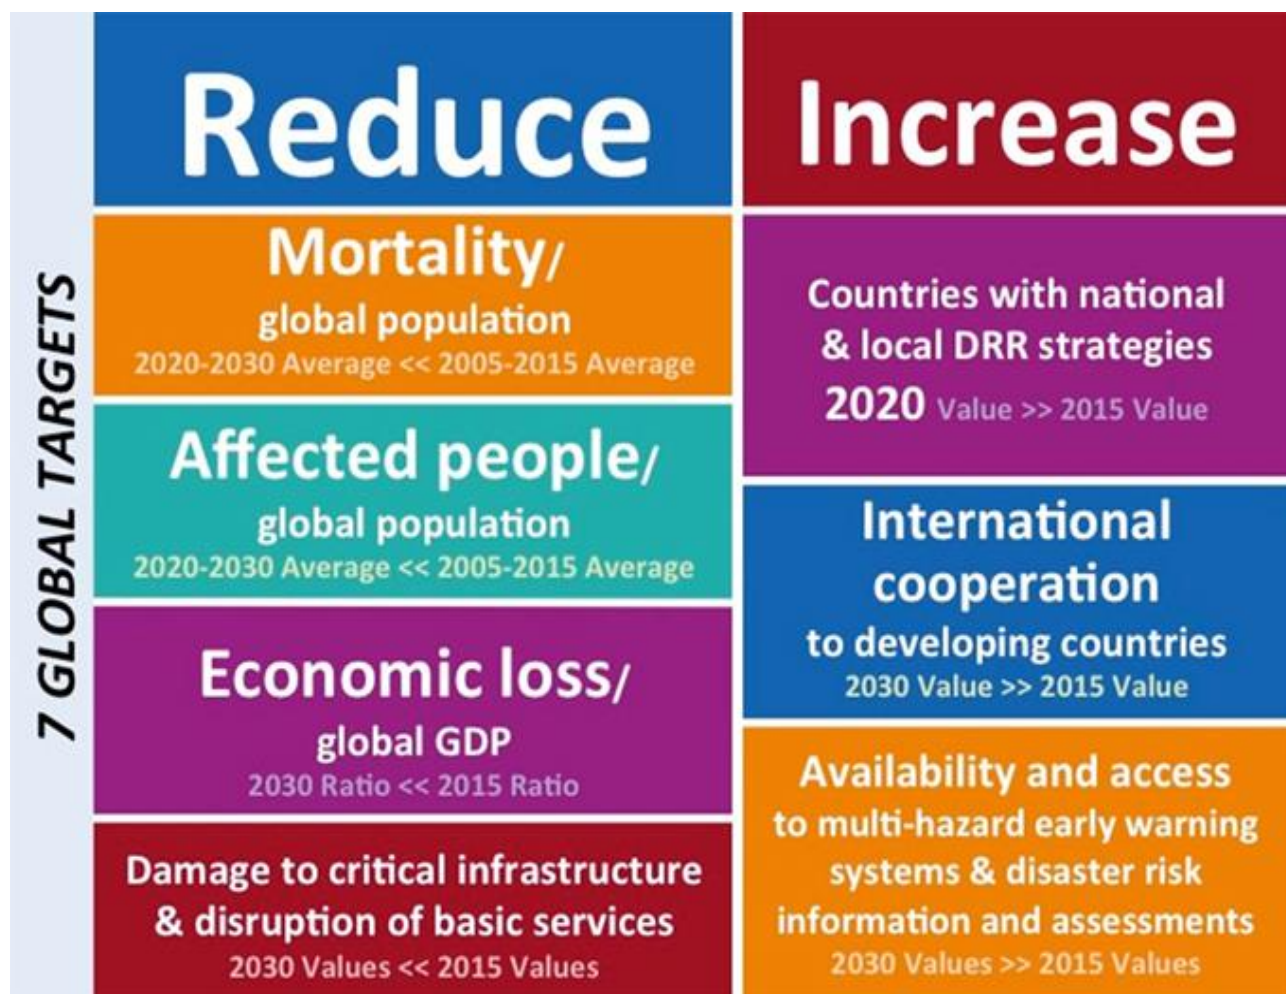 7 GLOBAL TARGETS
Reduce
Mortality/
global population
2020-2030 Average << 2005-2015 Average
Affected people/
global population
2020-2030 Average << 2005-2015 Average
Economic loss/
global GDP
2030 Ratio << 2015 Ratio
Damage to critical infrastructure
& disruption of basic services
2030 Values << 2015 Values
Increase
Countries with national
& local DRR strategies
2020 Value >> 2015 Value
International
cooperation
to developing countries
2030 Value >> 2015 Value
Availability and access
to multi-hazard early warning
systems & disaster risk
information and assessments
2030 Values >> 2015 Values